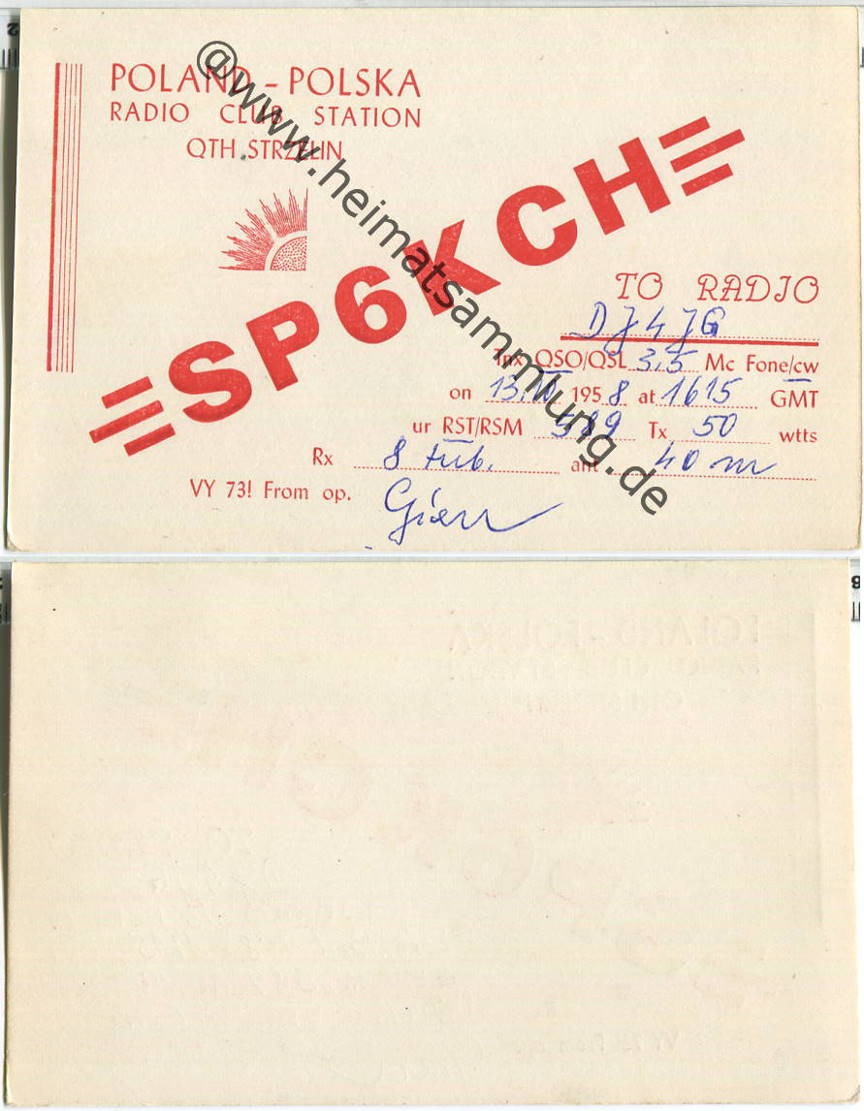 POLAND - POLSKA
RADIO CLUB STATION
QTH STRZELIN
SP6KCH
TO RADIO
DJ4JG
Tnx QSO/QSL 3,5 Mc Fone/cw
on 13.10 1958 at 1615 GMT
ur RST/RSM 589 Tx 50 wtts
Rx 8 tub. ant 40 m
VY 73! From op.
@www.heimatsammlung.de